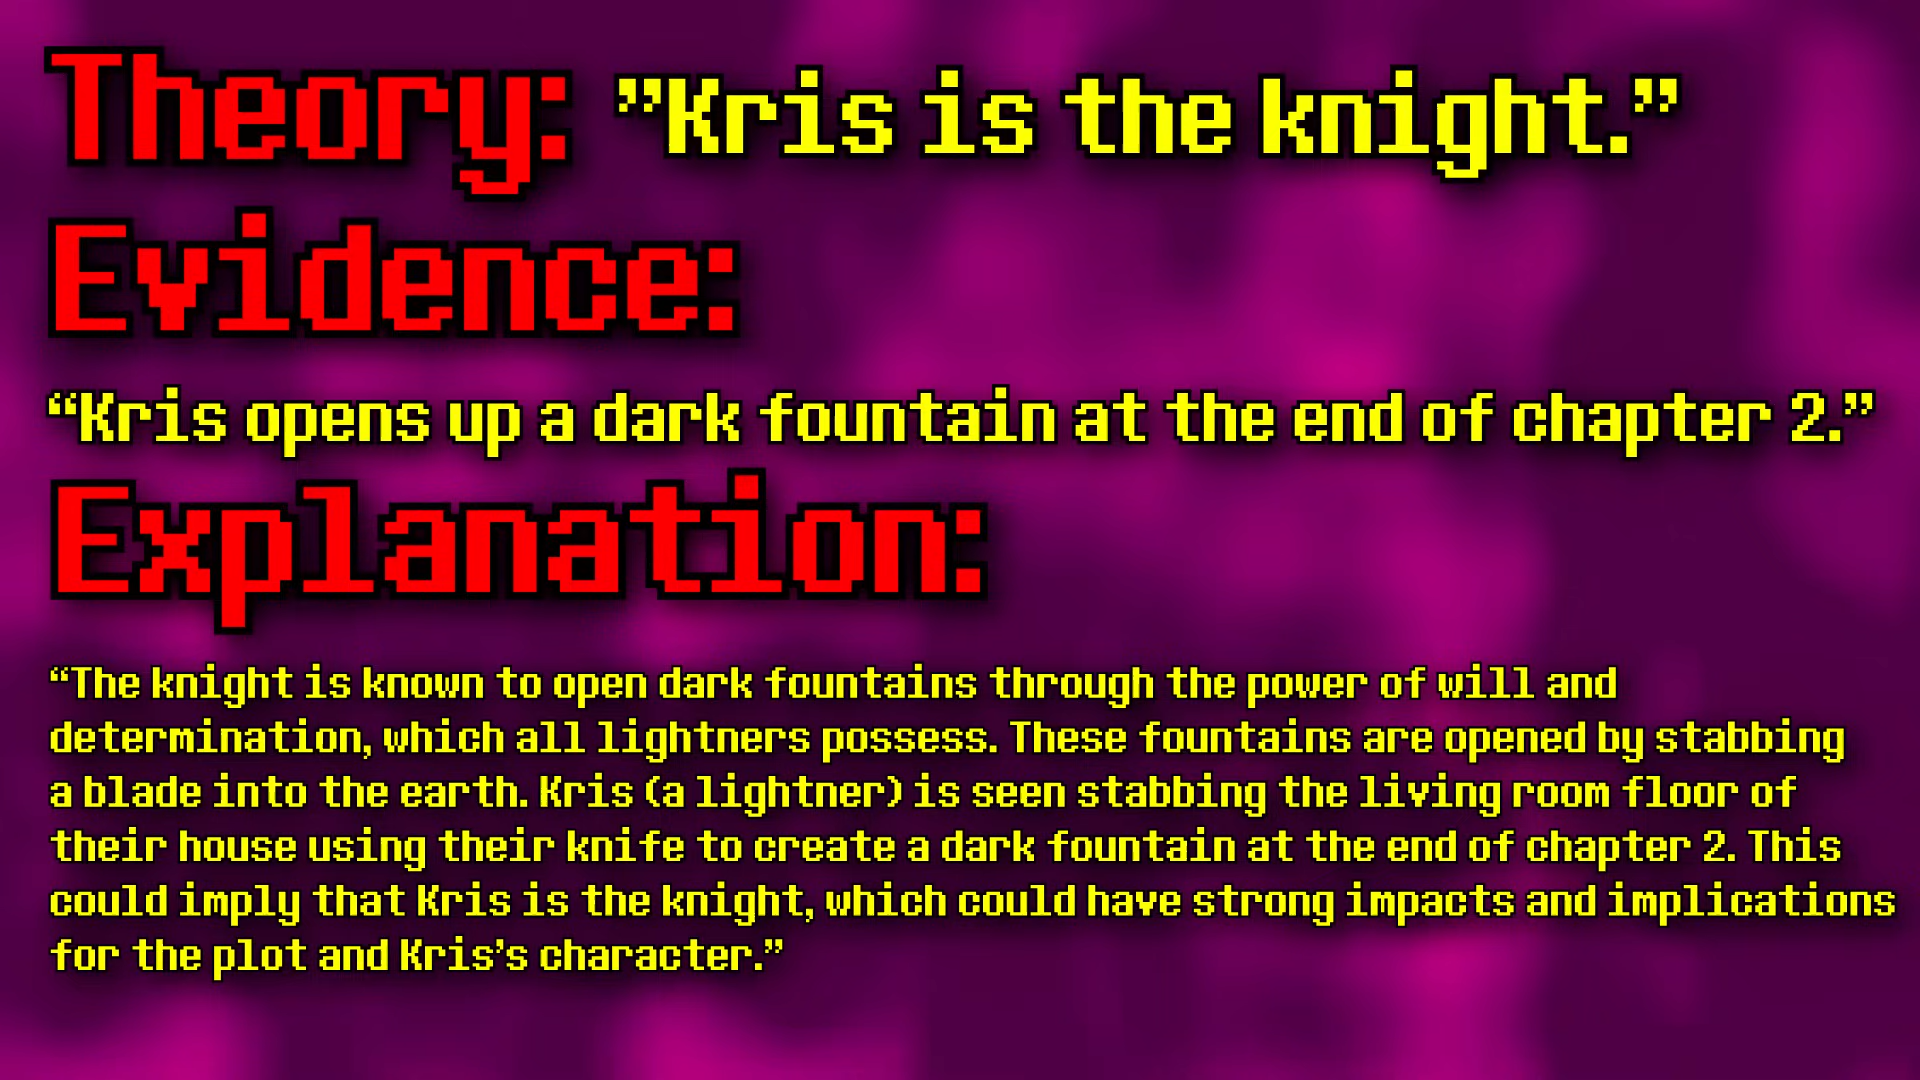 Theory: ”Kris is the knight.”
Evidence:
“Kris opens up a dark fountain at the end of chapter 2.”
Explanation:
“The knight is known to open dark fountains through the power of will and
determination, which all lightners possess. These fountains are opened by stabbing
a blade into the earth. Kris (a lightner) is seen stabbing the living room floor of
their house using their knife to create a dark fountain at the end of chapter 2. This
could imply that Kris is the knight, which could have strong impacts and implications
for the plot and Kris’s character.”